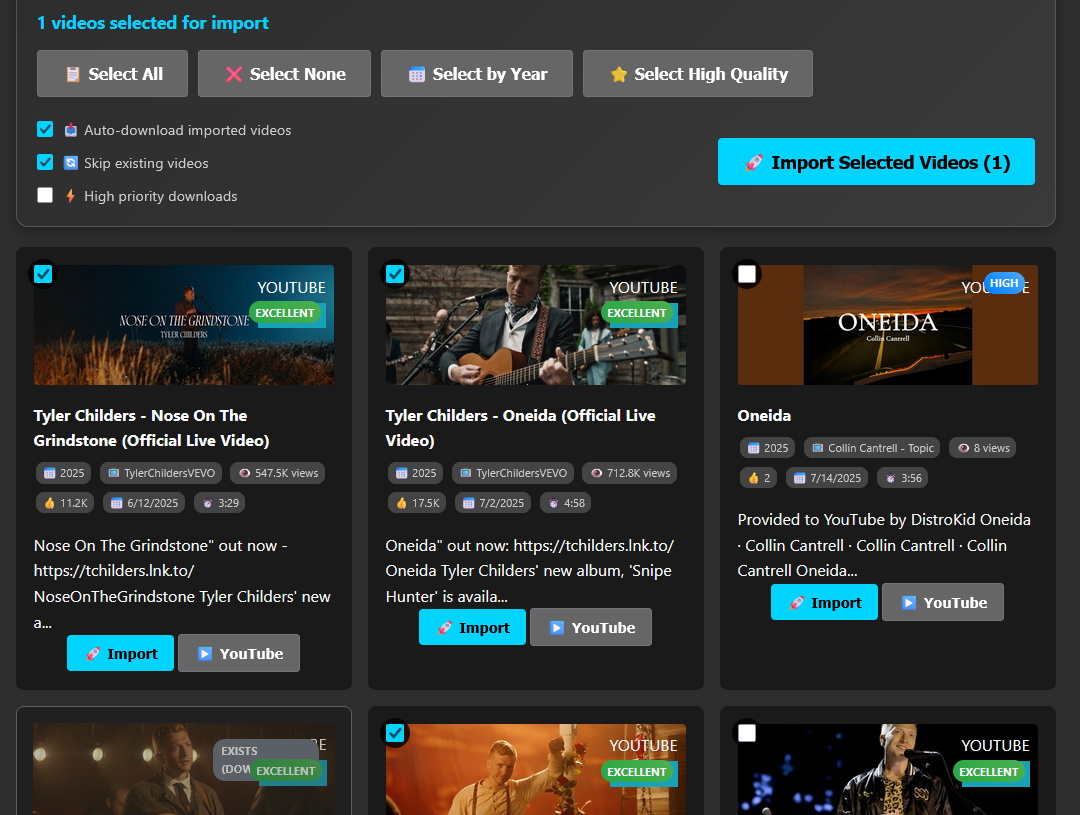 1 videos selected for import
Select All
Select None
Select by Year
Select High Quality
Auto-download imported videos
Skip existing videos
High priority downloads
Import Selected Videos (1)
NOSE ON THE GRINDSTONE
TYLER CHILDERS
YOUTUBE
EXCELLENT
Tyler Childers - Nose On The
Grindstone (Official Live Video)
2025
TylerChildersVEVO
547.5K views
11.2K
6/12/2025
3:29
Nose On The Grindstone" out now -
https://tchilders.lnk.to/
NoseOnTheGrindstone Tyler Childers' new
a...
Import
YouTube
YOUTUBE
EXCELLENT
Tyler Childers - Oneida (Official Live
Video)
2025
TylerChildersVEVO
712.8K views
17.5K
7/2/2025
4:58
Oneida" out now: https://tchilders.lnk.to/
Oneida Tyler Childers' new album, 'Snipe
Hunter' is availa...
Import
YouTube
ONEIDA
Collin Cantrell
HIGH
Oneida
2025
Collin Cantrell - Topic
8 views
2
7/14/2025
3:56
Provided to YouTube by DistroKid Oneida
· Collin Cantrell · Collin Cantrell · Collin
Cantrell Oneida...
Import
YouTube
EXISTS
EXCELLENT
YOUTUBE
EXCELLENT
YOUTUBE
EXCELLENT